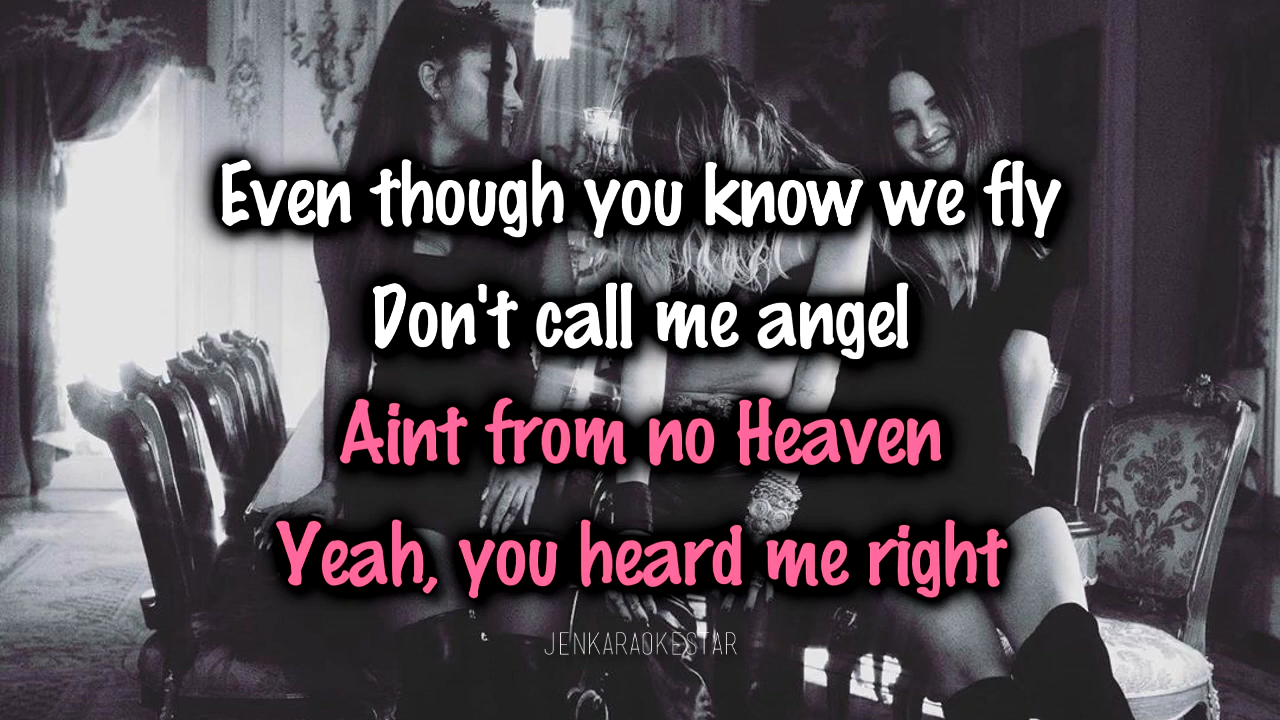 Even though you know we fly
Don't call me angel
Aint from no Heaven
Yeah, you heard me right
JENKARAOKESTAR